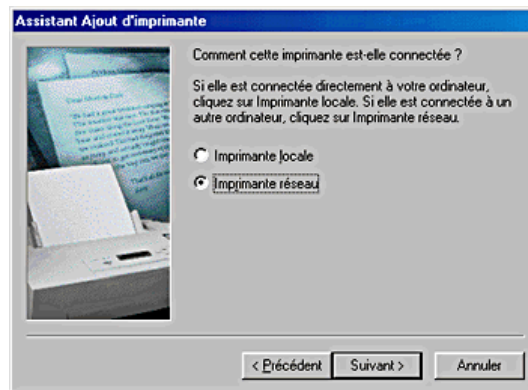 Assistant Ajout d'imprimante
Comment cette imprimante est-elle connectée ?
Si elle est connectée directement à votre ordinateur,
cliquez sur Imprimante locale. Si elle est connectée à un
autre ordinateur, cliquez sur Imprimante réseau.
Imprimante locale
Imprimante réseau
< Précédent
Suivant >
Annuler